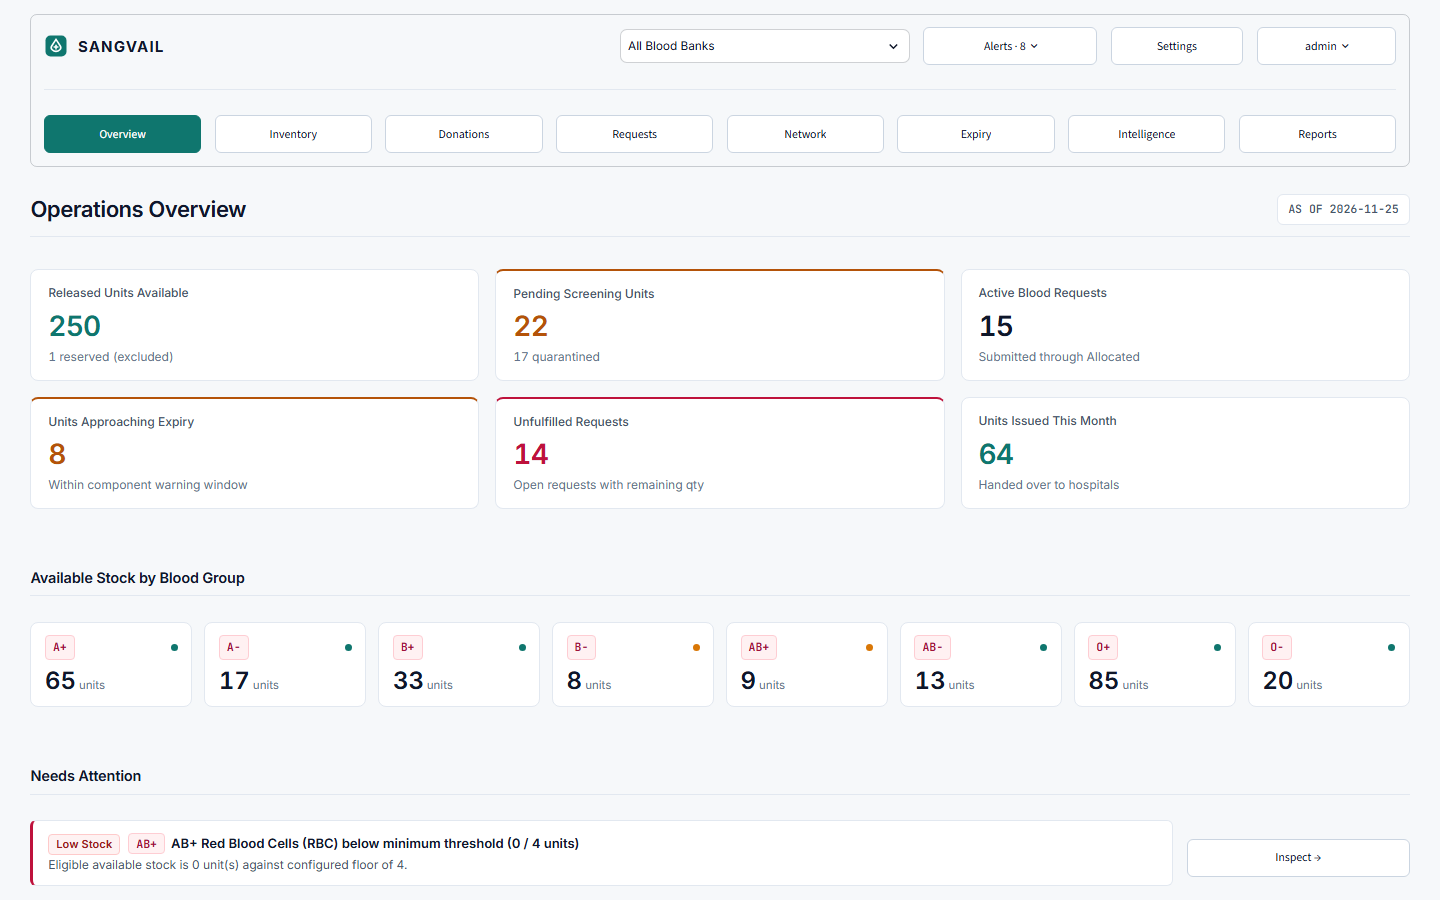 SANGVAIL
All Blood Banks
Alerts · 8
Settings
admin
Overview
Inventory
Donations
Requests
Network
Expiry
Intelligence
Reports
Operations Overview
AS OF 2026-11-25
Released Units Available
250
1 reserved (excluded)
Pending Screening Units
22
17 quarantined
Active Blood Requests
15
Submitted through Allocated
Units Approaching Expiry
8
Within component warning window
Unfulfilled Requests
14
Open requests with remaining qty
Units Issued This Month
64
Handed over to hospitals
Available Stock by Blood Group
A+
65 units
A-
17 units
B+
33 units
B-
8 units
AB+
9 units
AB-
13 units
O+
85 units
O-
20 units
Needs Attention
Low Stock AB+ AB+ Red Blood Cells (RBC) below minimum threshold (0 / 4 units)
Eligible available stock is 0 unit(s) against configured floor of 4.
Inspect →